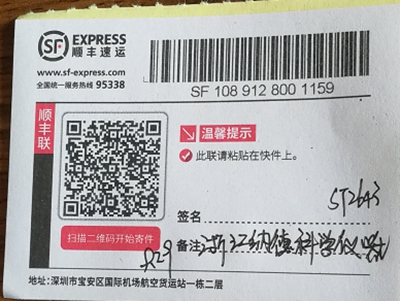 SF EXPRESS
顺丰速运
www.sf-express.com
全国统一服务热线 95338
SF 108 912 800 1159
顺丰联
温馨提示
此联请粘贴在快件上。
ST2643
签名
扫描二维码开始寄件
R29
备注 纳德科学仪器
地址:深圳市宝安区国际机场航空货运站一栋二层